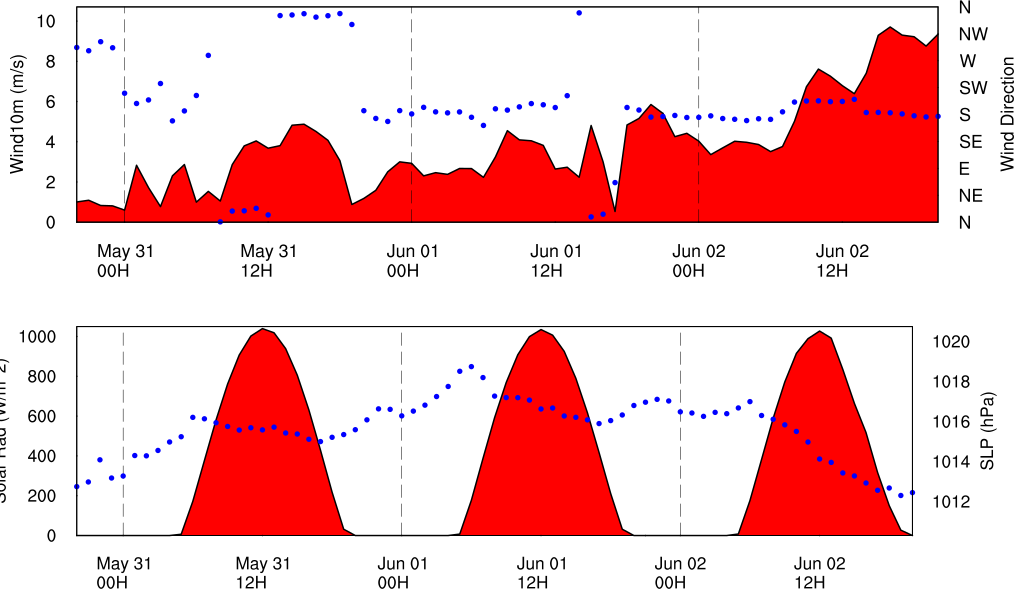 10
8
6
4
2
0
Wind10m (m/s)
N
NW
W
SW
S
SE
E
NE
N
Wind Direction
May 31 May 31 Jun 01 Jun 01 Jun 02 Jun 02
00H 12H 00H 12H 00H 12H
1000
800
600
400
200
0
Solar Rad (W/m^2)
1020
1018
1016
1014
1012
SLP (hPa)
May 31 May 31 Jun 01 Jun 01 Jun 02 Jun 02
00H 12H 00H 12H 00H 12H